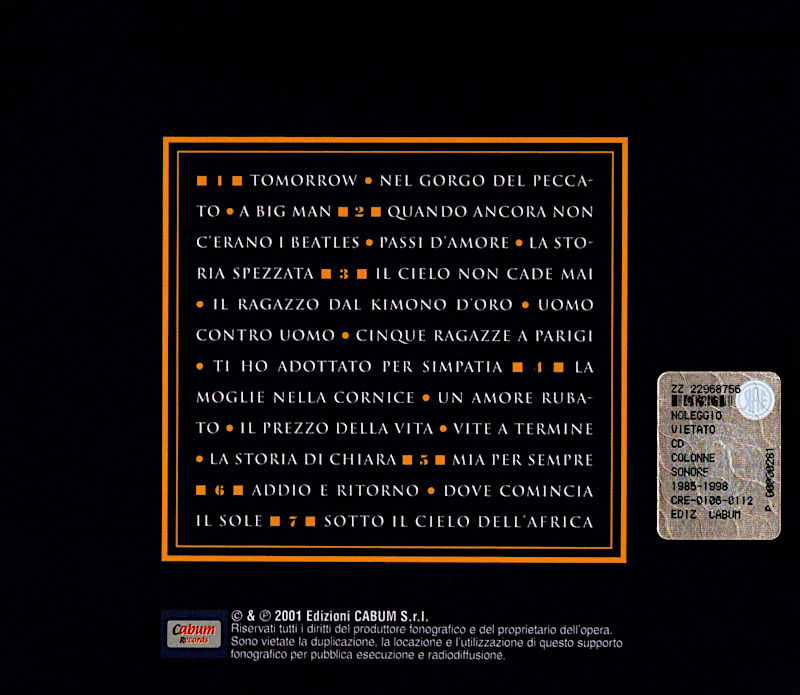 ■ 1 ■ TOMORROW • NEL GORGO DEL PECCA-
TO • A BIG MAN ■ 2 ■ QUANDO ANCORA NON
C'ERANO I BEATLES • PASSI D'AMORE • LA STO-
RIA SPEZZATA ■ 3 ■ IL CIELO NON CADE MAI
• IL RAGAZZO DAL KIMONO D'ORO • UOMO
CONTRO UOMO • CINQUE RAGAZZE A PARIGI
• TI HO ADOTTATO PER SIMPATIA ■ 4 ■ LA
MOGLIE NELLA CORNICE • UN AMORE RUBA-
TO • IL PREZZO DELLA VITA • VITE A TERMINE
• LA STORIA DI CHIARA ■ 5 ■ MIA PER SEMPRE
■ 6 ■ ADDIO E RITORNO • DOVE COMINCIA
IL SOLE ■ 7 ■ SOTTO IL CIELO DELL'AFRICA
ZZ 22968756
SIAE
NOLEGGIO
VIETATO
CD
COLONNE
SONORE
1985-1998
CRE-0106-0112
EDIZ CABUM
Cabum
Records
© & ℗ 2001 Edizioni CABUM S.r.l.
Riservati tutti i diritti del produttore fonografico e del proprietario dell'opera.
Sono vietate la duplicazione, la locazione e l'utilizzazione di questo supporto
fonografico per pubblica esecuzione e radiodiffusione.